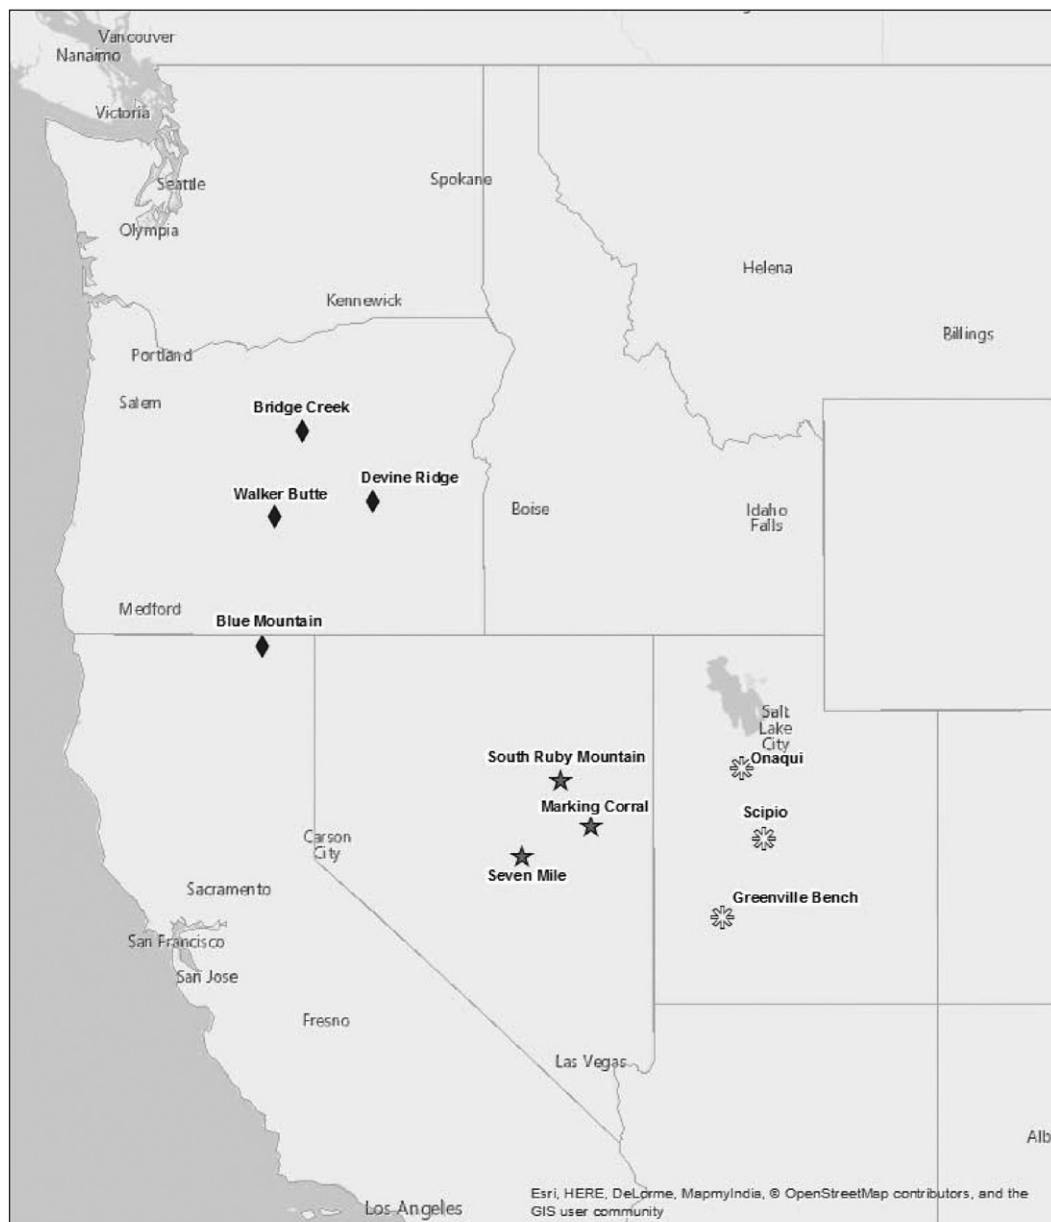 Vancouver
Nanaimo
Victoria
Seattle
Spokane
Olympia
Helena
Kennewick
Billings
Portland
Salem
Bridge Creek
Devine Ridge
Walker Butte
Boise
Idaho
Falls
Medford
Blue Mountain
Salt
Lake
City
Onaqui
South Ruby Mountain
Marking Corral
Scipio
Carson
City
Seven Mile
Sacramento
Greenville Bench
San Francisco
San Jose
Fresno
Las Vegas
Alb
Esri, HERE, DeLorme, MapmyIndia, © OpenStreetMap contributors, and the
GIS user community
Los Angeles